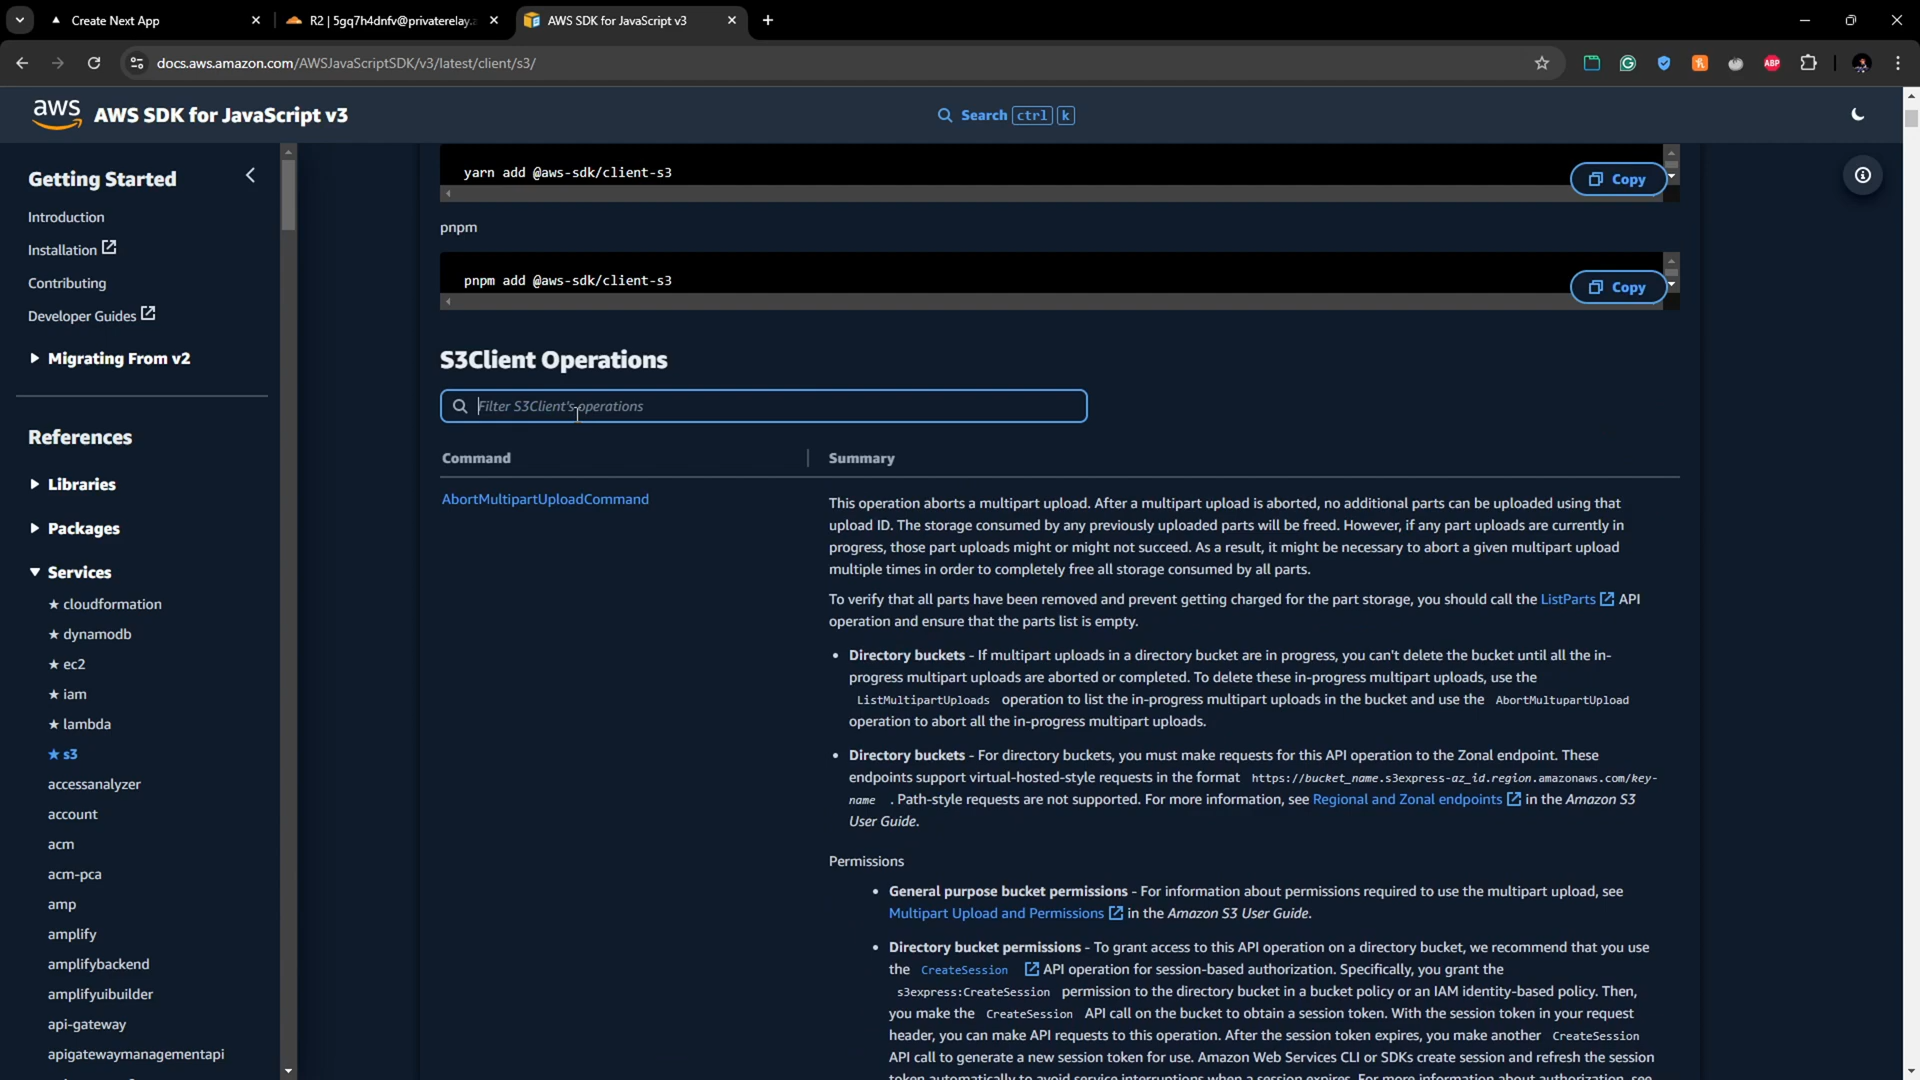 Create Next App
R2 | 5gq7h4dnfv@privaterelay.
AWS SDK for JavaScript v3
docs.aws.amazon.com/AWSJavaScriptSDK/v3/latest/client/s3/
ABP
aws AWS SDK for JavaScript v3
Search ctrl k
Getting Started
Introduction
Installation
Contributing
Developer Guides
Migrating From v2
References
Libraries
Packages
Services
★ cloudformation
★ dynamodb
★ ec2
★ iam
★ lambda
★ s3
accessanalyzer
account
acm
acm-pca
amp
amplify
amplifybackend
amplifyuibuilder
api-gateway
apigatewaymanagementapi
yarn add @aws-sdk/client-s3
Copy
pnpm
pnpm add @aws-sdk/client-s3
Copy
S3Client Operations
Filter S3Client's operations
Command
Summary
AbortMultipartUploadCommand
This operation aborts a multipart upload. After a multipart upload is aborted, no additional parts can be uploaded using that
upload ID. The storage consumed by any previously uploaded parts will be freed. However, if any part uploads are currently in
progress, those part uploads might or might not succeed. As a result, it might be necessary to abort a given multipart upload
multiple times in order to completely free all storage consumed by all parts.
To verify that all parts have been removed and prevent getting charged for the part storage, you should call the ListParts API
operation and ensure that the parts list is empty.
• Directory buckets - If multipart uploads in a directory bucket are in progress, you can't delete the bucket until all the in-
progress multipart uploads are aborted or completed. To delete these in-progress multipart uploads, use the
ListMultipartUploads operation to list the in-progress multipart uploads in the bucket and use the AbortMultupartUpload
operation to abort all the in-progress multipart uploads.
• Directory buckets - For directory buckets, you must make requests for this API operation to the Zonal endpoint. These
endpoints support virtual-hosted-style requests in the format https://bucket_name.s3express-az_id.region.amazonaws.com/key-
name . Path-style requests are not supported. For more information, see Regional and Zonal endpoints in the Amazon S3
User Guide.
Permissions
• General purpose bucket permissions - For information about permissions required to use the multipart upload, see
Multipart Upload and Permissions in the Amazon S3 User Guide.
• Directory bucket permissions - To grant access to this API operation on a directory bucket, we recommend that you use
the CreateSession API operation for session-based authorization. Specifically, you grant the
s3express:CreateSession permission to the directory bucket in a bucket policy or an IAM identity-based policy. Then,
you make the CreateSession API call on the bucket to obtain a session token. With the session token in your request
header, you can make API requests to this operation. After the session token expires, you make another CreateSession
API call to generate a new session token for use. Amazon Web Services CLI or SDKs create session and refresh the session
token automatically to avoid service interruptions when a session expires. For more information about authorization, see